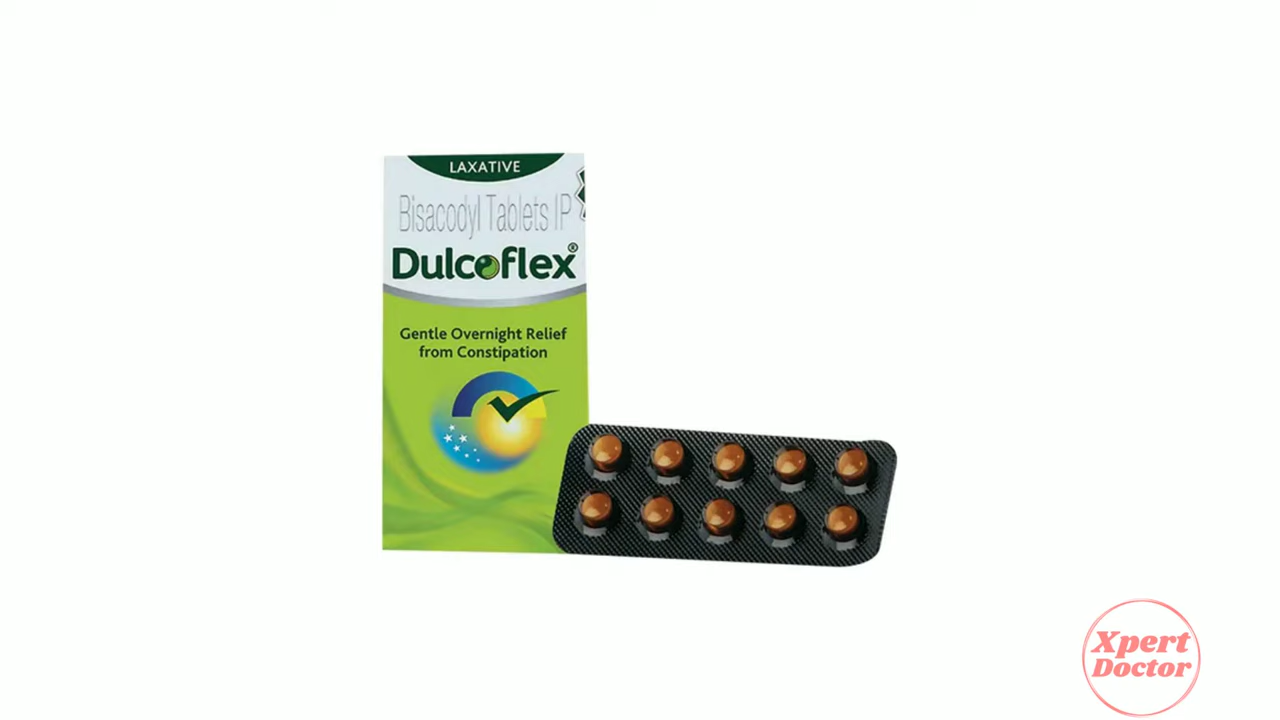 LAXATIVE
Bisacodyl Tablets IP
Dulcoflex®
Gentle Overnight Relief
from Constipation
Xpert
Doctor